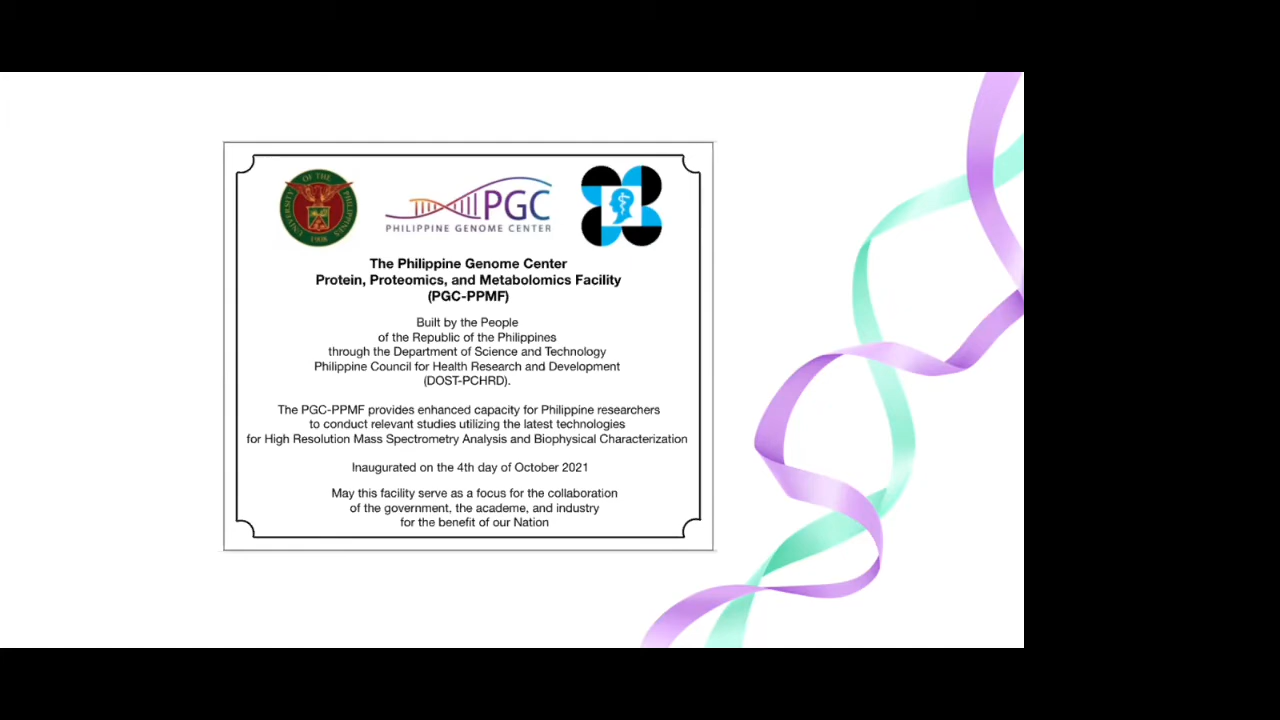 UNIVERSITY OF THE PHILIPPINES
1908
PGC
PHILIPPINE GENOME CENTER
The Philippine Genome Center
Protein, Proteomics, and Metabolomics Facility
(PGC-PPMF)
Built by the People
of the Republic of the Philippines
through the Department of Science and Technology
Philippine Council for Health Research and Development
(DOST-PCHRD).
The PGC-PPMF provides enhanced capacity for Philippine researchers
to conduct relevant studies utilizing the latest technologies
for High Resolution Mass Spectrometry Analysis and Biophysical Characterization
Inaugurated on the 4th day of October 2021
May this facility serve as a focus for the collaboration
of the government, the academe, and industry
for the benefit of our Nation